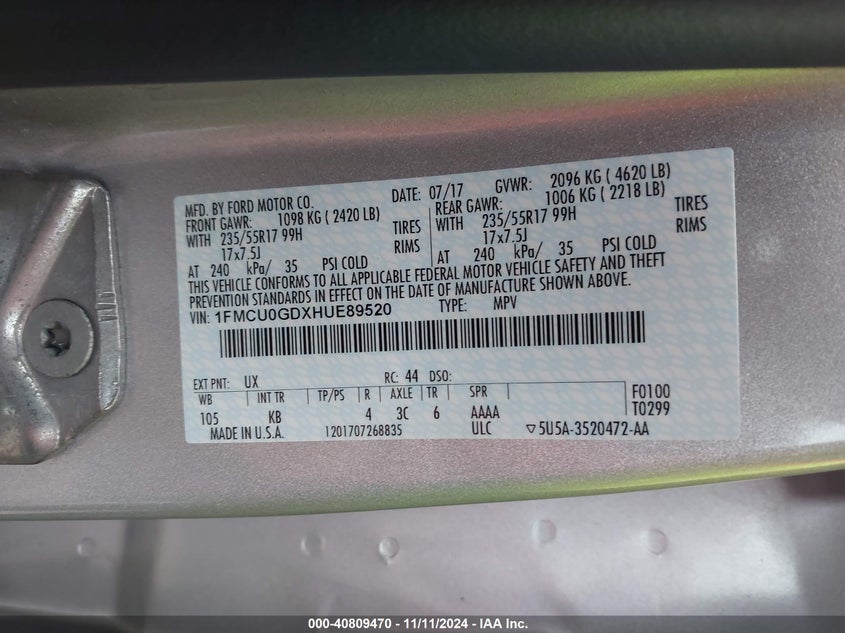 MFD. BY FORD MOTOR CO. DATE: 07/17 GVWR: 2096 KG ( 4620 LB)
FRONT GAWR: 1098 KG ( 2420 LB) REAR GAWR: 1006 KG ( 2218 LB)
WITH 235/55R17 99H TIRES WITH 235/55R17 99H TIRES
17x7.5J RIMS 17x7.5J RIMS
AT 240 kPa/ 35 PSI COLD AT 240 kPa/ 35 PSI COLD
THIS VEHICLE CONFORMS TO ALL APPLICABLE FEDERAL MOTOR VEHICLE SAFETY AND THEFT
PREVENTION STANDARDS IN EFFECT ON THE DATE OF MANUFACTURE SHOWN ABOVE.
VIN: 1FMCU0GDXHUE89520 TYPE: MPV
EXT PNT: UX RC: 44 DSO:
WB INT TR TP/PS R AXLE TR SPR F0100
105 KB 4 3C 6 AAAA T0299
MADE IN U.S.A. 1201707268835 ULC ▽5U5A-3520472-AA
000-40809470 - 11/11/2024 - IAA Inc.